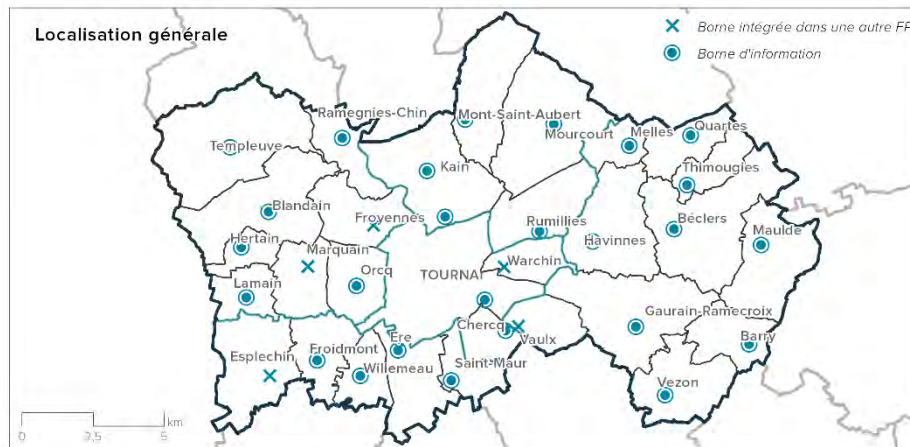 Localisation générale
Borne intégrée dans une autre FP
Borne d'information
Ramegnies-Chin
Mont-Saint-Aubert
Mourcourt
Melles
Quartes
Templeuve
Thimougies
Kain
Blandain
Froyennes
Rumillies
Béclers
Maulde
Hertain
Marquain
Havinnes
Warchin
Orcq
TOURNAI
Lamain
Gaurain-Ramecroix
Chercq
Vaulx
Ere
Barry
Esplechin
Froidmont
Willemeau
Saint-Maur
Vezon
km
0 2,5 5